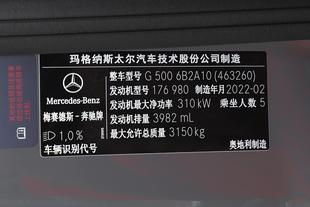 玛格纳斯太尔汽车技术股份公司制造
整车型号 G 500 6B2A10 (463260)
发动机型号 176 980 制造年月 2022-02
发动机最大净功率 310 kW 乘坐人数 5
发动机排量 3982 mL
最大允许总质量 3150kg
Mercedes-Benz
梅赛德斯-奔驰牌
1,0%
车辆识别代号
奥地利制造